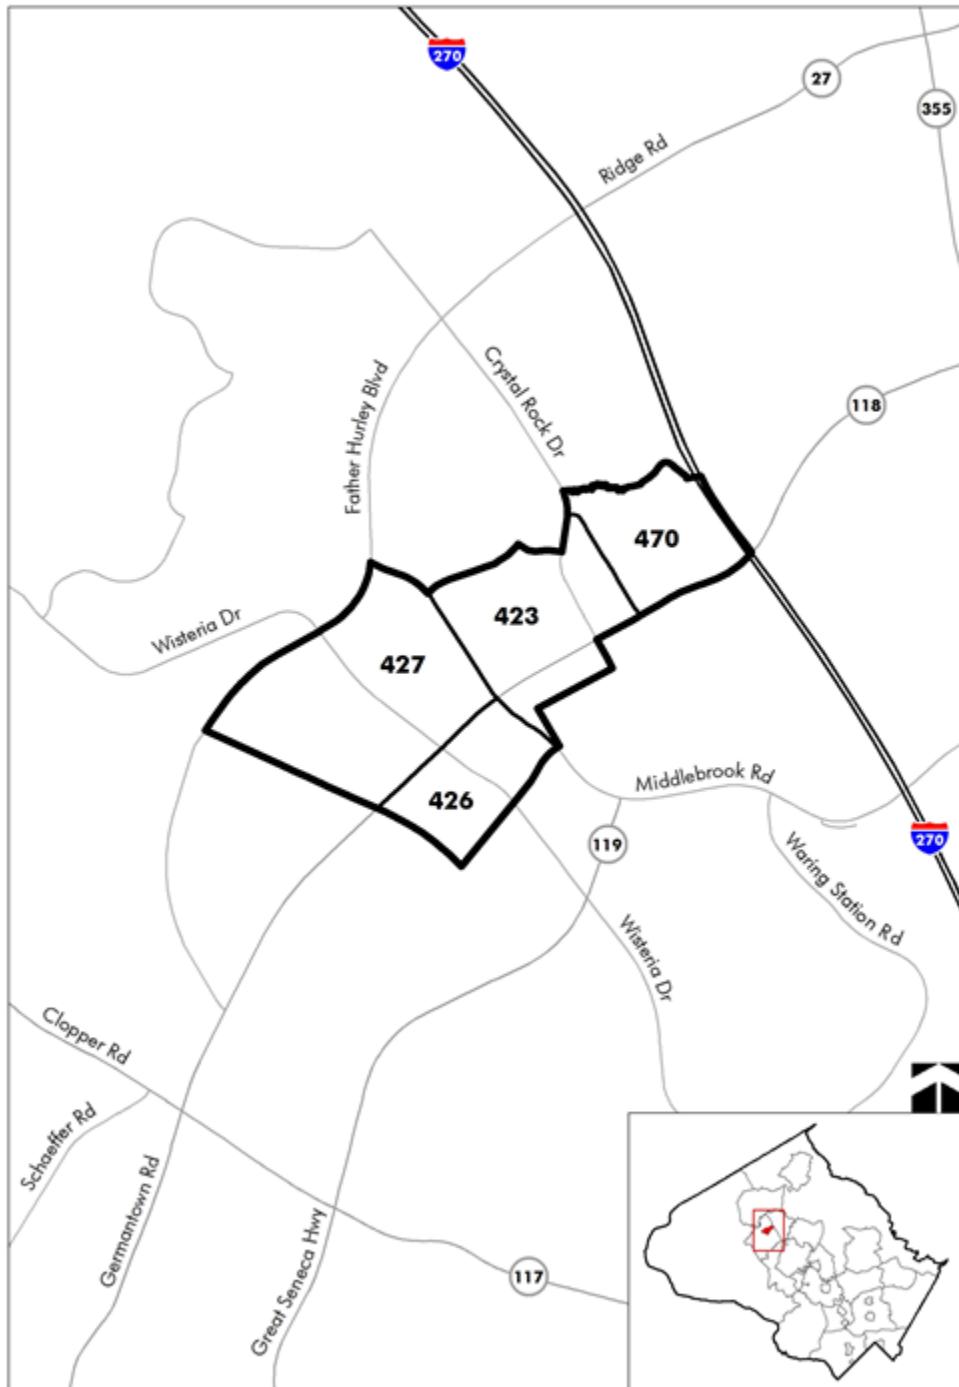 270
27
355
Ridge Rd
Crystal Rock Dr
Father Hurley Blvd
118
470
423
Wisteria Dr
427
Middlebrook Rd
426
270
119
Waring Station Rd
Wisteria Dr
Clopper Rd
Schaeffer Rd
Germantown Rd
Great Seneca Hwy
117